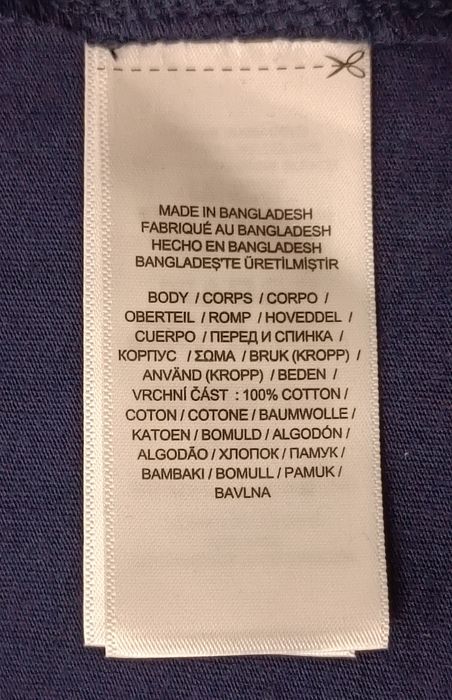 MADE IN BANGLADESH
FABRIQUÉ AU BANGLADESH
HECHO EN BANGLADESH
BANGLADEŞ'TE ÜRETİLMİŞTİR
BODY / CORPS / CORPO /
OBERTEIL / ROMP / HOVEDDEL /
CUERPO / ПЕРЕД И СПИНКА /
КОРПУС / ΣΩMA / BRUK (KROPP) /
ANVÄND (KROPP) / BEDEN /
VRCHNÍ ČÁST : 100% COTTON /
COTON / COTONE / BAUMWOLLE /
KATOEN / BOMULD / ALGODÓN /
ALGODÃO / ХЛОПОК / ПАМУК /
BAMBAKI / BOMULL / PAMUK /
BAVLNA